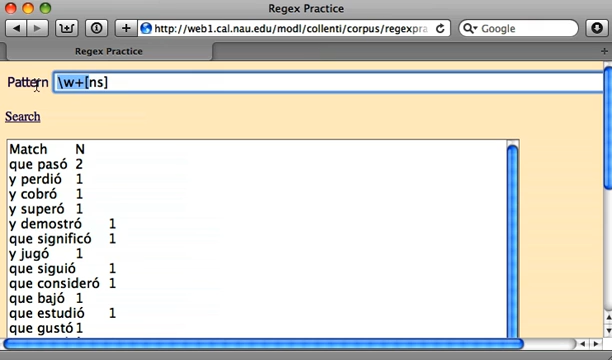 Regex Practice
http://web1.cal.nau.edu/modl/collenti/corpus/regexpra
Google
Regex Practice
Pattern \w+[ns]
Search
Match N
que pasó 2
y perdió 1
y cobró 1
y superó 1
y demostró 1
que significó 1
y jugó 1
que siguió 1
que consideró 1
que bajó 1
que estudió 1
que gustó 1